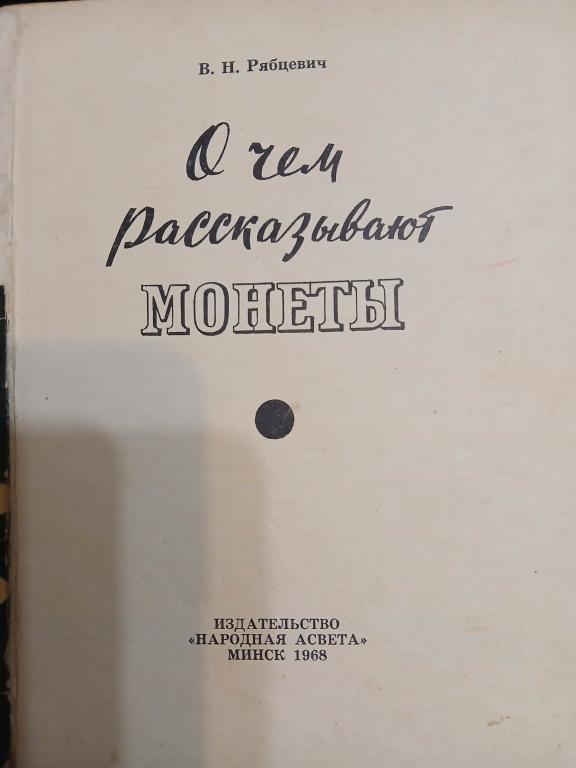 В. Н. Рябцевич
О чем
рассказывают
МОНЕТЫ
ИЗДАТЕЛЬСТВО
«НАРОДНАЯ АСВЕТА»
МИНСК 1968